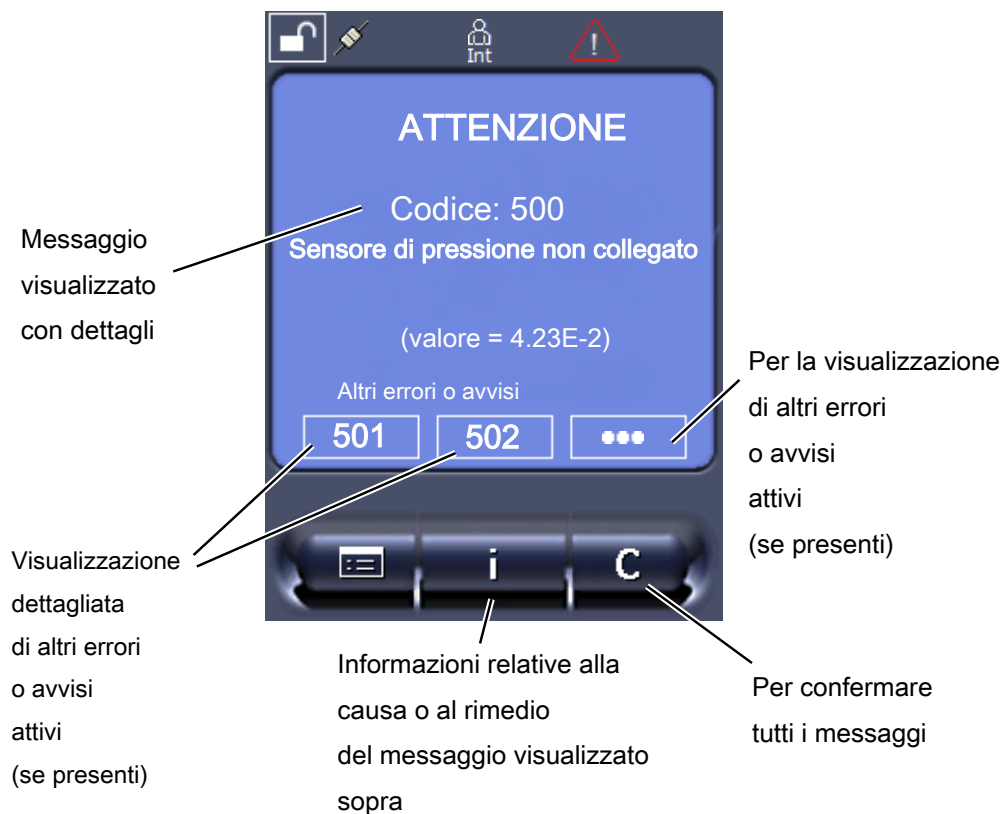 Int
!
ATTENZIONE
Codice: 500
Sensore di pressione non collegato
(valore = 4.23E-2)
Altri errori o avvisi
501
502
•••
i
C
Messaggio
visualizzato
con dettagli
Per la visualizzazione
di altri errori
o avvisi
attivi
(se presenti)
Visualizzazione
dettagliata
di altri errori
o avvisi
attivi
(se presenti)
Informazioni relative alla
causa o al rimedio
del messaggio visualizzato
sopra
Per confermare
tutti i messaggi